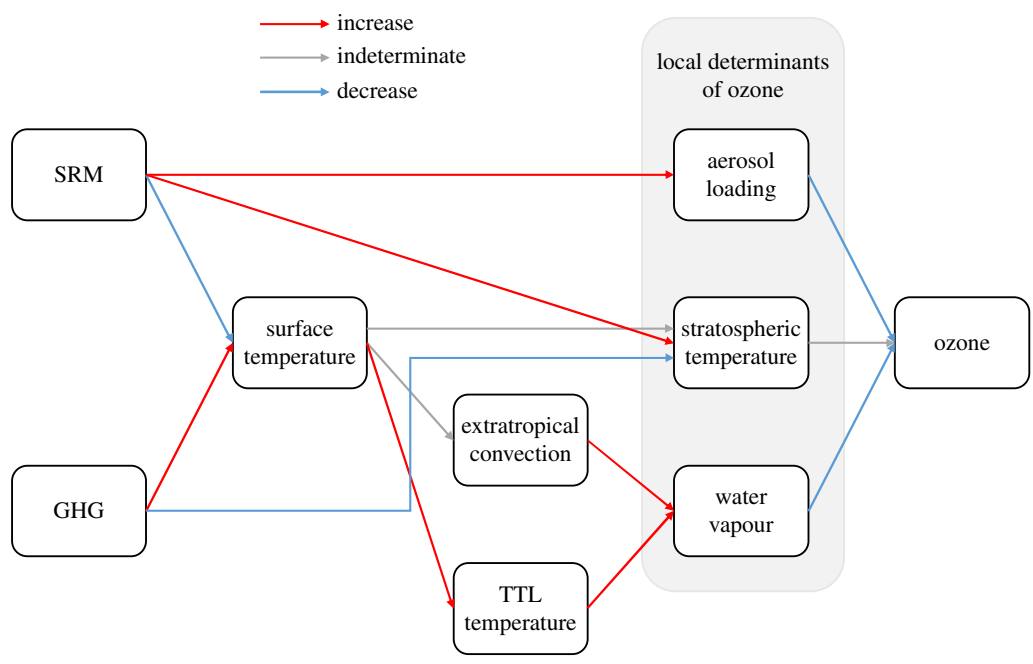 increase
indeterminate
decrease
local determinants
of ozone
SRM
aerosol
loading
surface
temperature
stratospheric
temperature
ozone
extratropical
convection
GHG
water
vapour
TTL
temperature